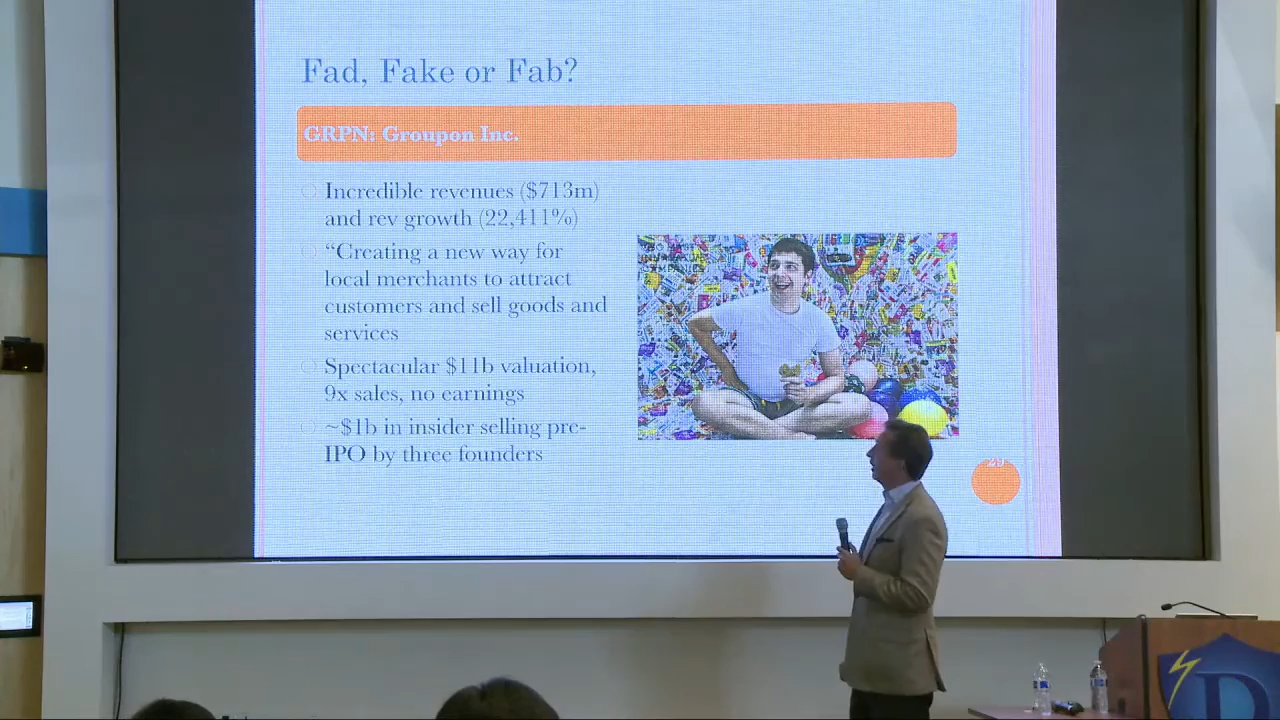 Fad, Fake or Fab?
GRPN: Groupon Inc.
Incredible revenues ($713m)
and rev growth (22,411%)
“Creating a new way for
local merchants to attract
customers and sell goods and
services
Spectacular $11b valuation,
9x sales, no earnings
~$1b in insider selling pre-
IPO by three founders
D